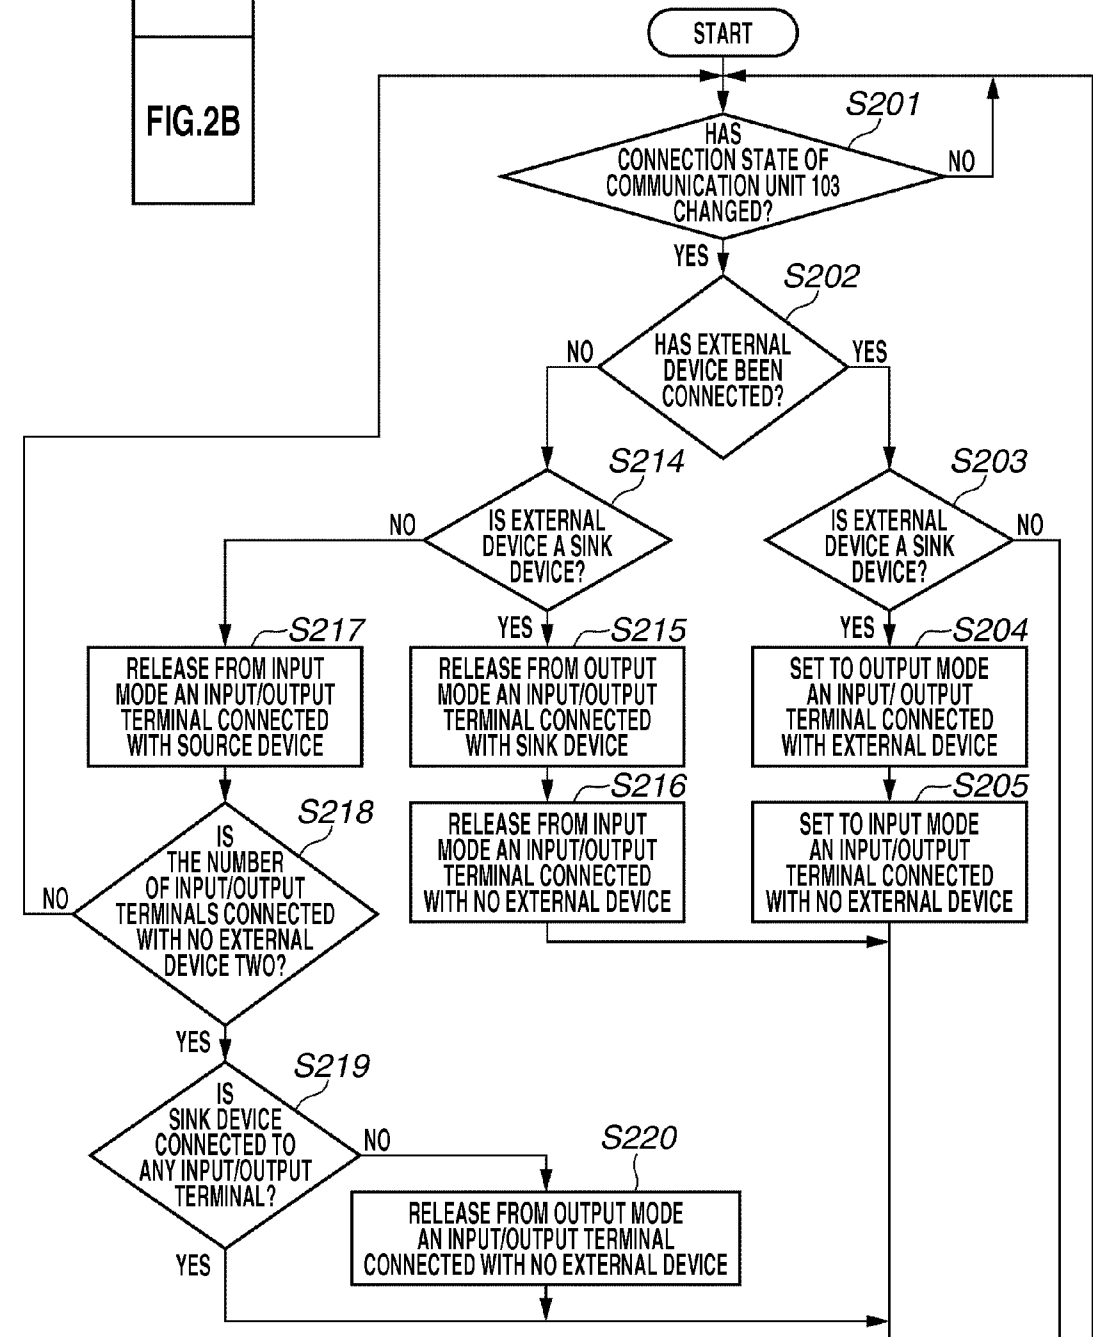 START
FIG.2B
S201
HAS
CONNECTION STATE OF
COMMUNICATION UNIT 103
CHANGED?
NO
YES
S202
HAS EXTERNAL
DEVICE BEEN
CONNECTED?
NO
YES
S214
IS EXTERNAL
DEVICE A SINK
DEVICE?
NO
YES
S203
IS EXTERNAL
DEVICE A SINK
DEVICE?
NO
YES
S217
RELEASE FROM INPUT
MODE AN INPUT/OUTPUT
TERMINAL CONNECTED
WITH SOURCE DEVICE
S215
RELEASE FROM OUTPUT
MODE AN INPUT/OUTPUT
TERMINAL CONNECTED
WITH SINK DEVICE
S204
SET TO OUTPUT MODE
AN INPUT/ OUTPUT
TERMINAL CONNECTED
WITH EXTERNAL DEVICE
S216
RELEASE FROM INPUT
MODE AN INPUT/OUTPUT
TERMINAL CONNECTED
WITH NO EXTERNAL DEVICE
S205
SET TO INPUT MODE
AN INPUT/OUTPUT
TERMINAL CONNECTED
WITH NO EXTERNAL DEVICE
S218
IS
THE NUMBER
OF INPUT/OUTPUT
TERMINALS CONNECTED
WITH NO EXTERNAL
DEVICE TWO?
NO
YES
S219
IS
SINK DEVICE
CONNECTED TO
ANY INPUT/OUTPUT
TERMINAL?
NO
YES
S220
RELEASE FROM OUTPUT MODE
AN INPUT/OUTPUT TERMINAL
CONNECTED WITH NO EXTERNAL DEVICE